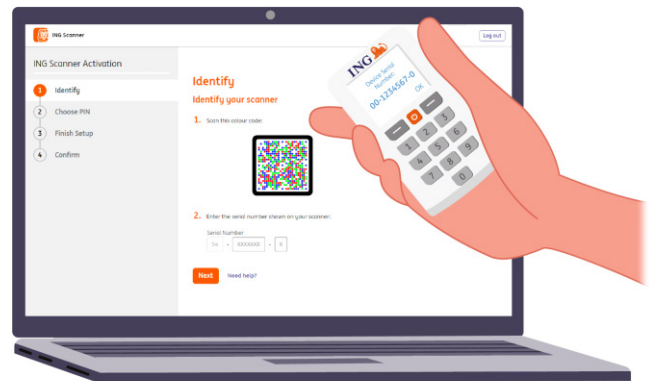 ING Scanner
Log out
ING Scanner Activation
1 Identify
2 Choose PIN
3 Finish Setup
4 Confirm
Identify
Identify your scanner
1. Scan this colour code:
2. Enter the serial number shown on your scanner:
Serial Number
- XXXXXXX - X
Next
Need help?
ING
Device Serial
Number:
00-1234567-0
OK
1 2 3
4 5 6
7 8 9
0